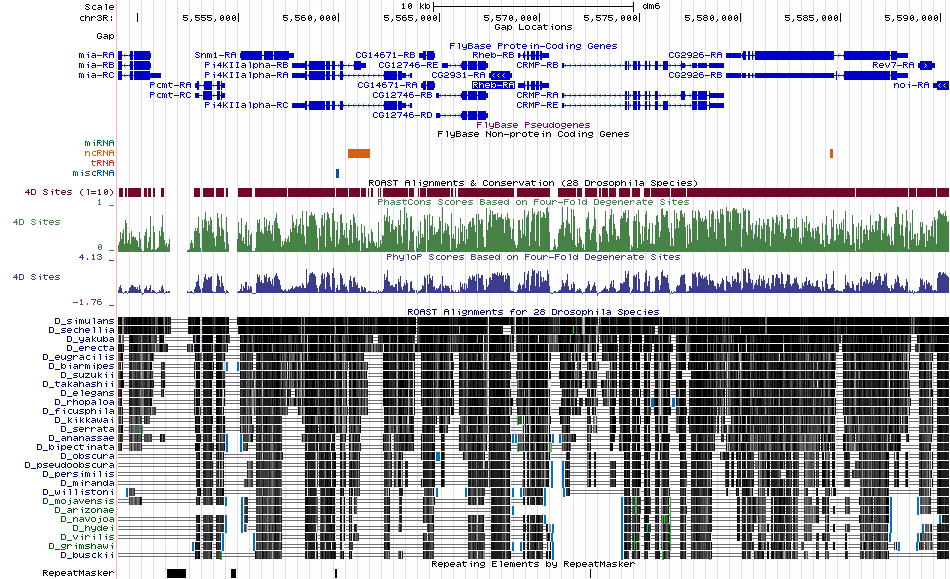 Scale 10 kb dm6
chr3R: 5,555,000 5,560,000 5,565,000 5,570,000 5,575,000 5,580,000 5,585,000 5,590,000
Gap Locations
Gap
FlyBase Protein-Coding Genes
mia-RA Snm1-RA CG14671-RB Rheb-RB CG2926-RA
mia-RB Pi4KIIalpha-RB CG12746-RE CRMP-RB Rev7-RA
mia-RC Pi4KIIalpha-RA CG2931-RA CG2926-RB
Pcmt-RA CG14671-RA Rheb-RA noi-RA
Pcmt-RC CG12746-RB CRMP-RA
Pi4KIIalpha-RC CG12746-RC CRMP-RE
CG12746-RD
FlyBase Pseudogenes
FlyBase Non-protein Coding Genes
miRNA
ncRNA
tRNA
miscRNA
ROAST Alignments & Conservation (28 Drosophila Species)
4D Sites (l=10)
PhastCons Scores Based on Four-Fold Degenerate Sites
1 _
4D Sites
0 _
PhyloP Scores Based on Four-Fold Degenerate Sites
4.13 _
4D Sites
-1.76 _
ROAST Alignments for 28 Drosophila Species
D_simulans
D_sechellia
D_yakuba
D_erecta
D_eugracilis
D_biarmipes
D_suzukii
D_takahashii
D_elegans
D_rhopaloa
D_ficusphila
D_kikkawai
D_serrata
D_ananassae
D_bipectinata
D_obscura
D_pseudoobscura
D_persimilis
D_miranda
D_willistoni
D_mojavensis
D_arizonae
D_navojoa
D_hydei
D_virilis
D_grimshawi
D_busckii
Repeating Elements by RepeatMasker
RepeatMasker